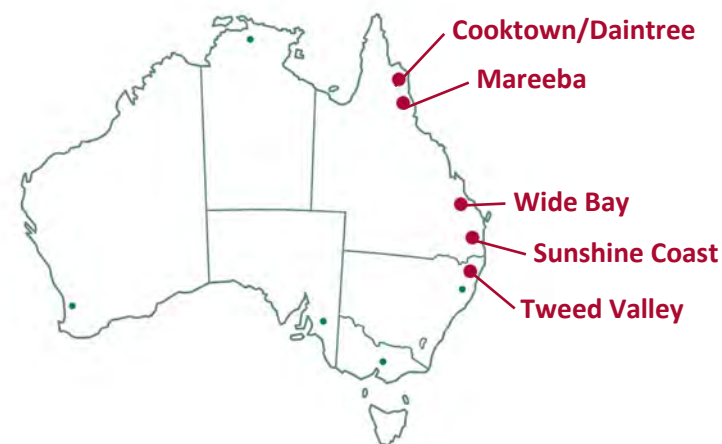 Cooktown/Daintree
Mareeba
Wide Bay
Sunshine Coast
Tweed Valley